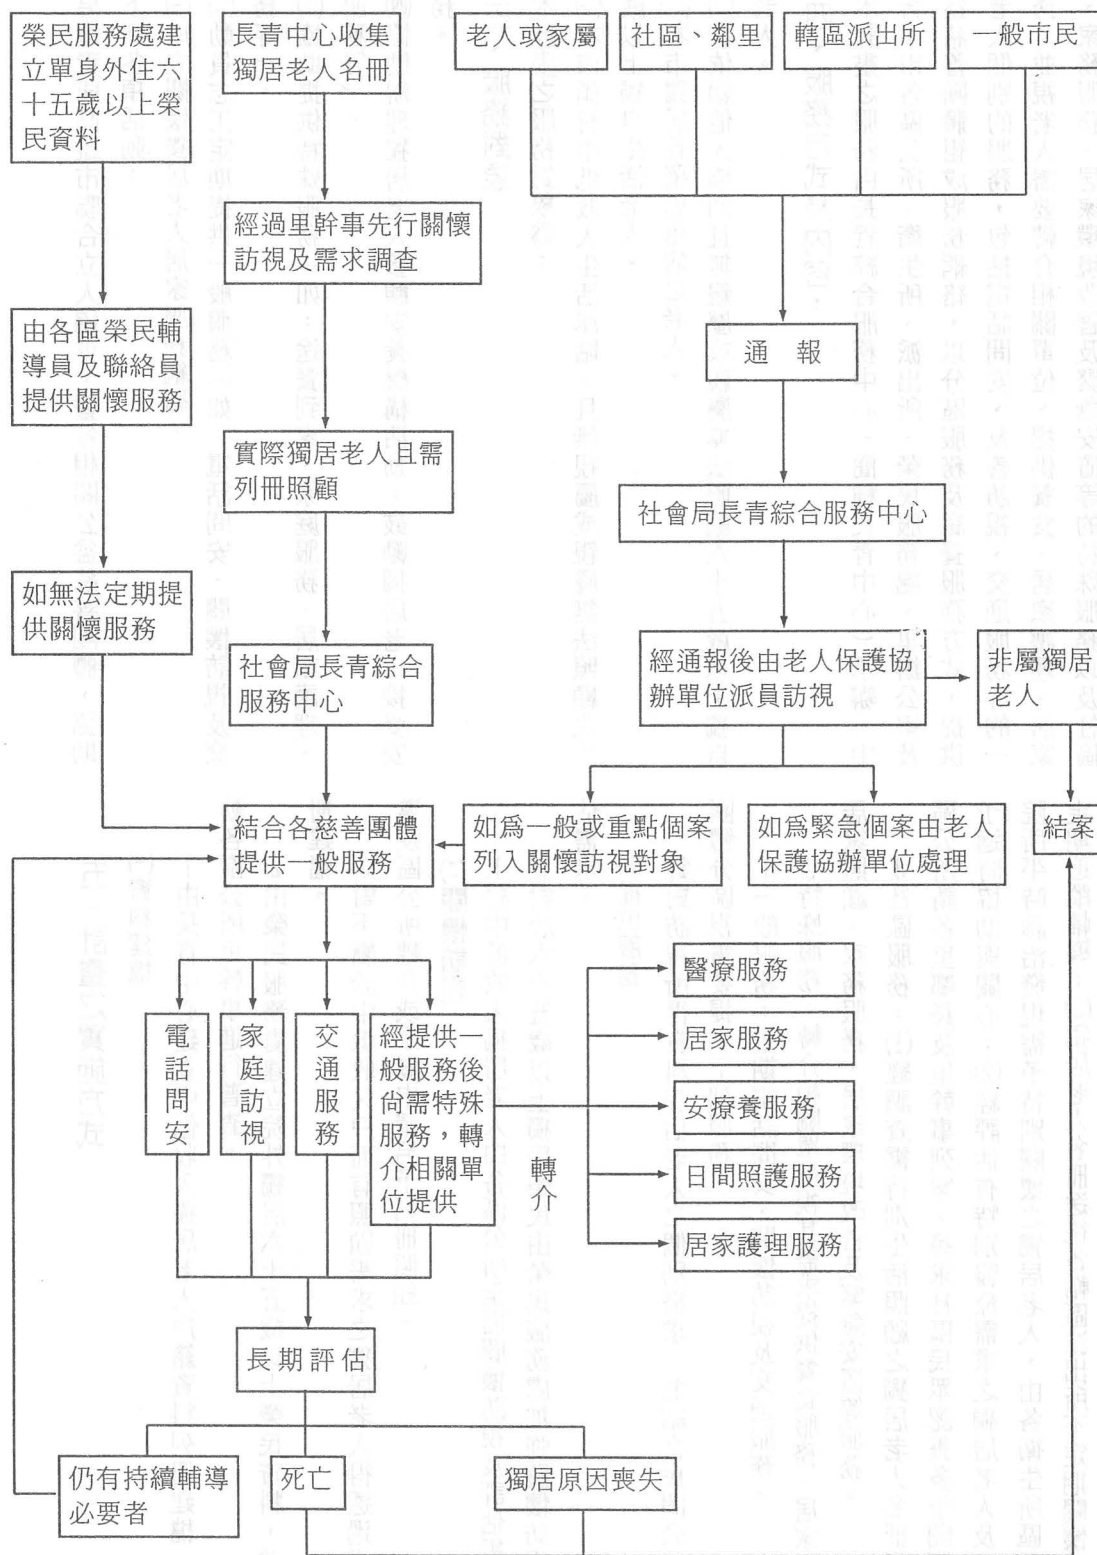 榮民服務處建
立單身外住六
十五歲以上榮
民資料
長青中心收集
獨居老人名冊
老人或家屬
社區、鄰里
轄區派出所
一般市民
經過里幹事先行關懷
訪視及需求調查
由各區榮民輔
導員及聯絡員
提供關懷服務
通報
實際獨居老人且需
列冊照顧
社會局長青綜合服務中心
如無法定期提
供關懷服務
社會局長青綜合
服務中心
經通報後由老人保護協
辦單位派員訪視
非屬獨居
老人
結合各慈善團體
提供一般服務
如爲一般或重點個案
列入關懷訪視對象
如爲緊急個案由老人
保護協辦單位處理
結案
電話問安
家庭訪視
交通服務
經提供一
般服務後
尚需特殊
服務，轉
介相關單
位提供
轉介
醫療服務
居家服務
安療養服務
日間照護服務
居家護理服務
長期評估
仍有持續輔導
必要者
死亡
獨居原因喪失